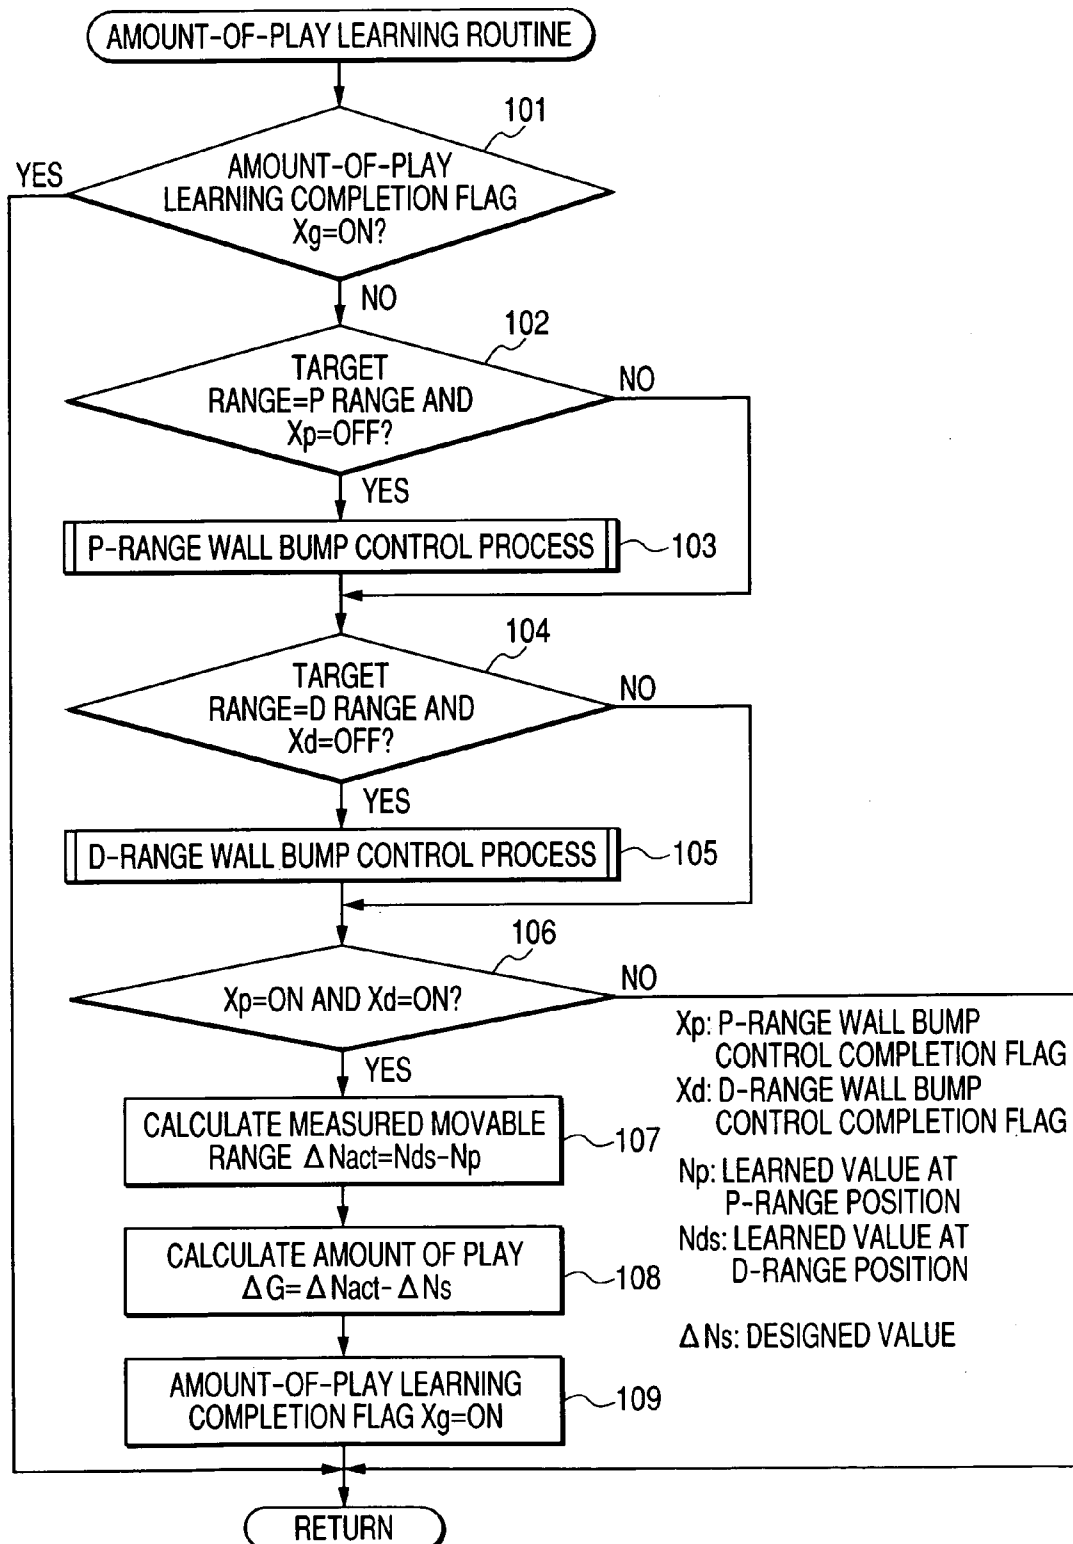 AMOUNT-OF-PLAY LEARNING ROUTINE
101
YES
AMOUNT-OF-PLAY
LEARNING COMPLETION FLAG
Xg=ON?
NO
102
TARGET
RANGE=P RANGE AND
Xp=OFF?
NO
YES
P-RANGE WALL BUMP CONTROL PROCESS
103
104
TARGET
RANGE=D RANGE AND
Xd=OFF?
NO
YES
D-RANGE WALL BUMP CONTROL PROCESS
105
106
Xp=ON AND Xd=ON?
NO
YES
Xp: P-RANGE WALL BUMP
CONTROL COMPLETION FLAG
Xd: D-RANGE WALL BUMP
CONTROL COMPLETION FLAG
Np: LEARNED VALUE AT
P-RANGE POSITION
Nds: LEARNED VALUE AT
D-RANGE POSITION
ΔNs: DESIGNED VALUE
CALCULATE MEASURED MOVABLE
RANGE ΔNact=Nds-Np
107
CALCULATE AMOUNT OF PLAY
ΔG=ΔNact-ΔNs
108
AMOUNT-OF-PLAY LEARNING
COMPLETION FLAG Xg=ON
109
RETURN